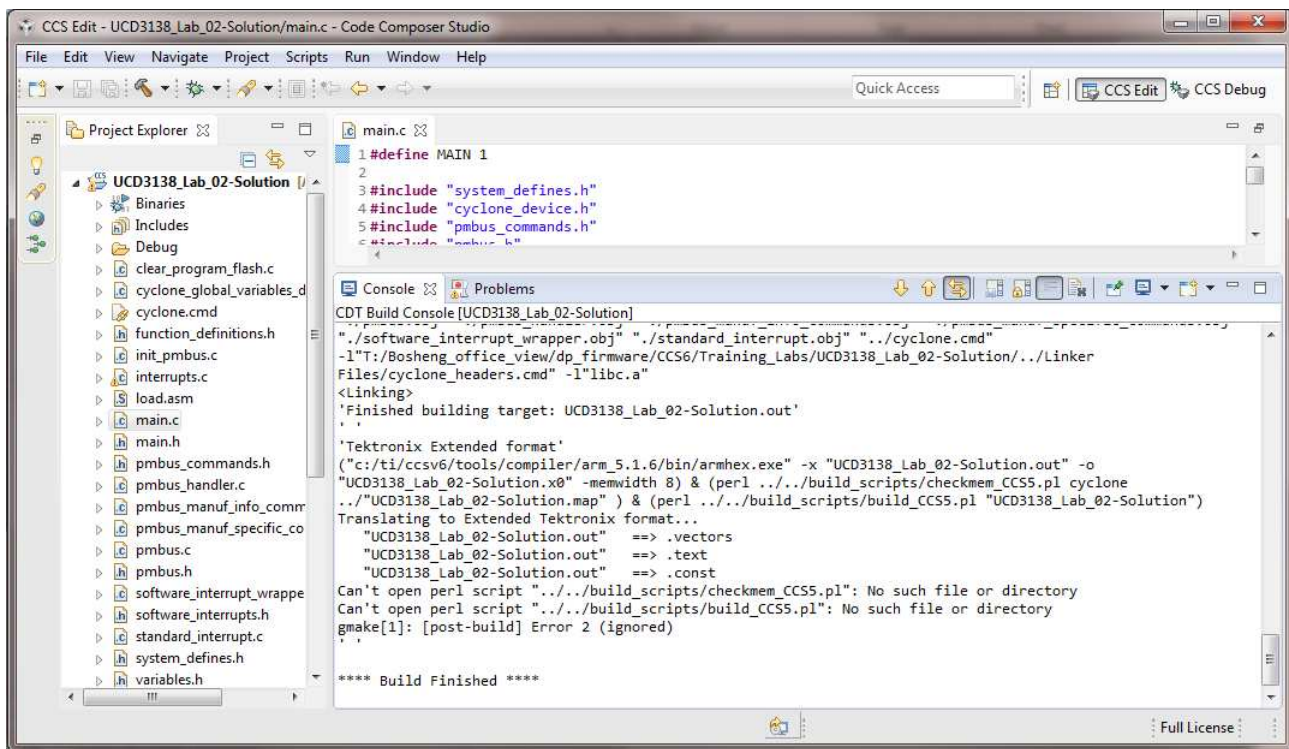 CCS Edit - UCD3138_Lab_02-Solution/main.c - Code Composer Studio
File Edit View Navigate Project Scripts Run Window Help
Quick Access
CCS Edit
CCS Debug
Project Explorer
UCD3138_Lab_02-Solution [/
Binaries
Includes
Debug
clear_program_flash.c
cyclone_global_variables_d
cyclone.cmd
function_definitions.h
init_pmbus.c
interrupts.c
load.asm
main.c
main.h
pmbus_commands.h
pmbus_handler.c
pmbus_manuf_info_comm
pmbus_manuf_specific_co
pmbus.c
pmbus.h
software_interrupt_wrappe
software_interrupts.h
standard_interrupt.c
system_defines.h
variables.h
main.c
1 #define MAIN 1
2
3 #include "system_defines.h"
4 #include "cyclone_device.h"
5 #include "pmbus_commands.h"
6 #include "pmbus.h"
Console Problems
CDT Build Console [UCD3138_Lab_02-Solution]
"./software_interrupt_wrapper.obj" "./standard_interrupt.obj" "../cyclone.cmd"
-l"T:/Bosheng_office_view/dp_firmware/CCS6/Training_Labs/UCD3138_Lab_02-Solution/../Linker
Files/cyclone_headers.cmd" -l"libc.a"
<Linking>
'Finished building target: UCD3138_Lab_02-Solution.out'
' '
'Tektronix Extended format'
("c:/ti/ccsv6/tools/compiler/arm_5.1.6/bin/armhex.exe" -x "UCD3138_Lab_02-Solution.out" -o
"UCD3138_Lab_02-Solution.x0" -memwidth 8) & (perl ../../build_scripts/checkmem_CCS5.pl cyclone
../"UCD3138_Lab_02-Solution.map" ) & (perl ../../build_scripts/build_CCS5.pl "UCD3138_Lab_02-Solution")
Translating to Extended Tektronix format...
"UCD3138_Lab_02-Solution.out" ==> .vectors
"UCD3138_Lab_02-Solution.out" ==> .text
"UCD3138_Lab_02-Solution.out" ==> .const
Can't open perl script "../../build_scripts/checkmem_CCS5.pl": No such file or directory
Can't open perl script "../../build_scripts/build_CCS5.pl": No such file or directory
gmake[1]: [post-build] Error 2 (ignored)
' '
**** Build Finished ****
Full License